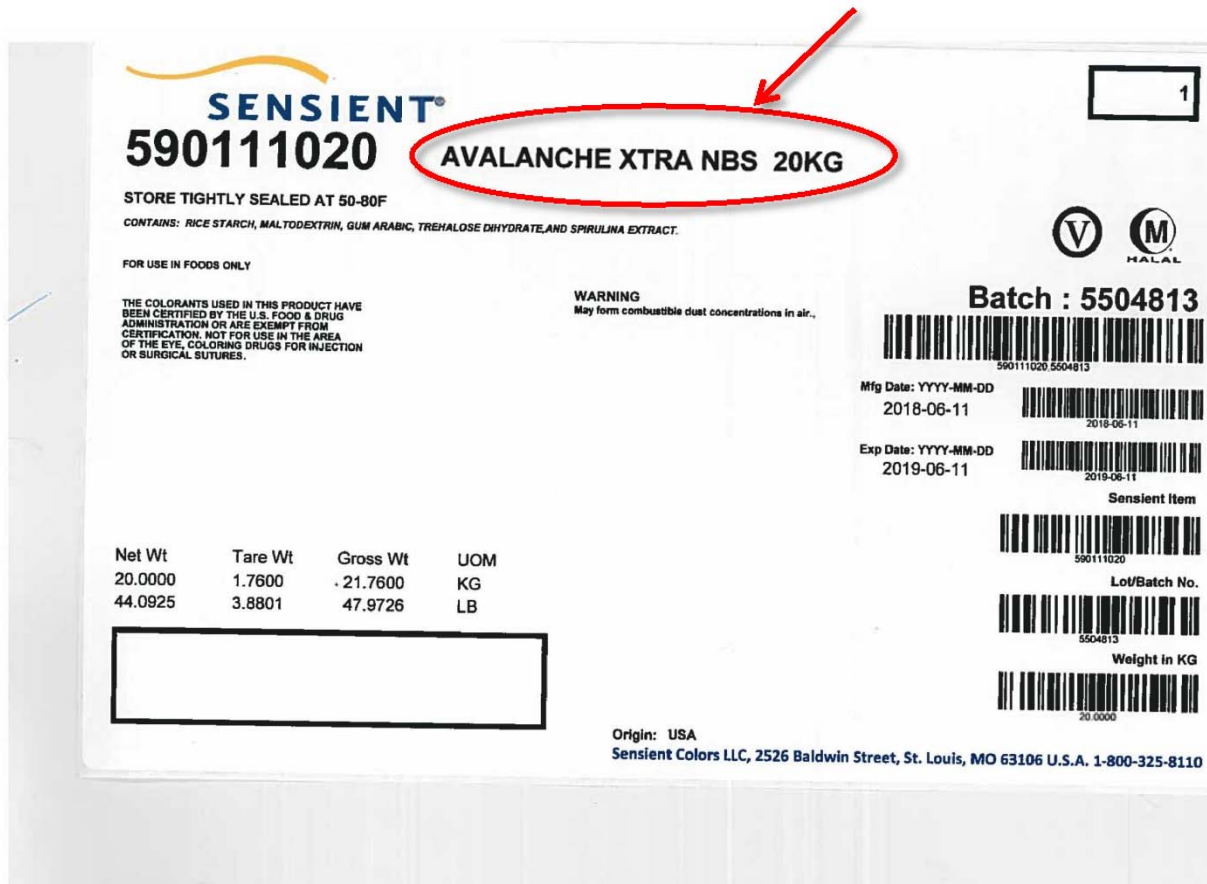 SENSIENT®
1
590111020
AVALANCHE XTRA NBS 20KG
STORE TIGHTLY SEALED AT 50-80F
CONTAINS: RICE STARCH, MALTODEXTRIN, GUM ARABIC, TREHALOSE DIHYDRATE,AND SPIRULINA EXTRACT.
FOR USE IN FOODS ONLY
V
M
HALAL
THE COLORANTS USED IN THIS PRODUCT HAVE
BEEN CERTIFIED BY THE U.S. FOOD & DRUG
ADMINISTRATION OR ARE EXEMPT FROM
CERTIFICATION. NOT FOR USE IN THE AREA
OF THE EYE, COLORING DRUGS FOR INJECTION
OR SURGICAL SUTURES.
WARNING
May form combustible dust concentrations in air.,
Batch : 5504813
590111020,5504813
Mfg Date: YYYY-MM-DD
2018-06-11
2018-06-11
Exp Date: YYYY-MM-DD
2019-06-11
2019-06-11
Sensient Item
590111020
Lot/Batch No.
5504813
Weight in KG
20.0000
Net Wt Tare Wt Gross Wt UOM
20.0000 1.7600 21.7600 KG
44.0925 3.8801 47.9726 LB
Origin: USA
Sensient Colors LLC, 2526 Baldwin Street, St. Louis, MO 63106 U.S.A. 1-800-325-8110